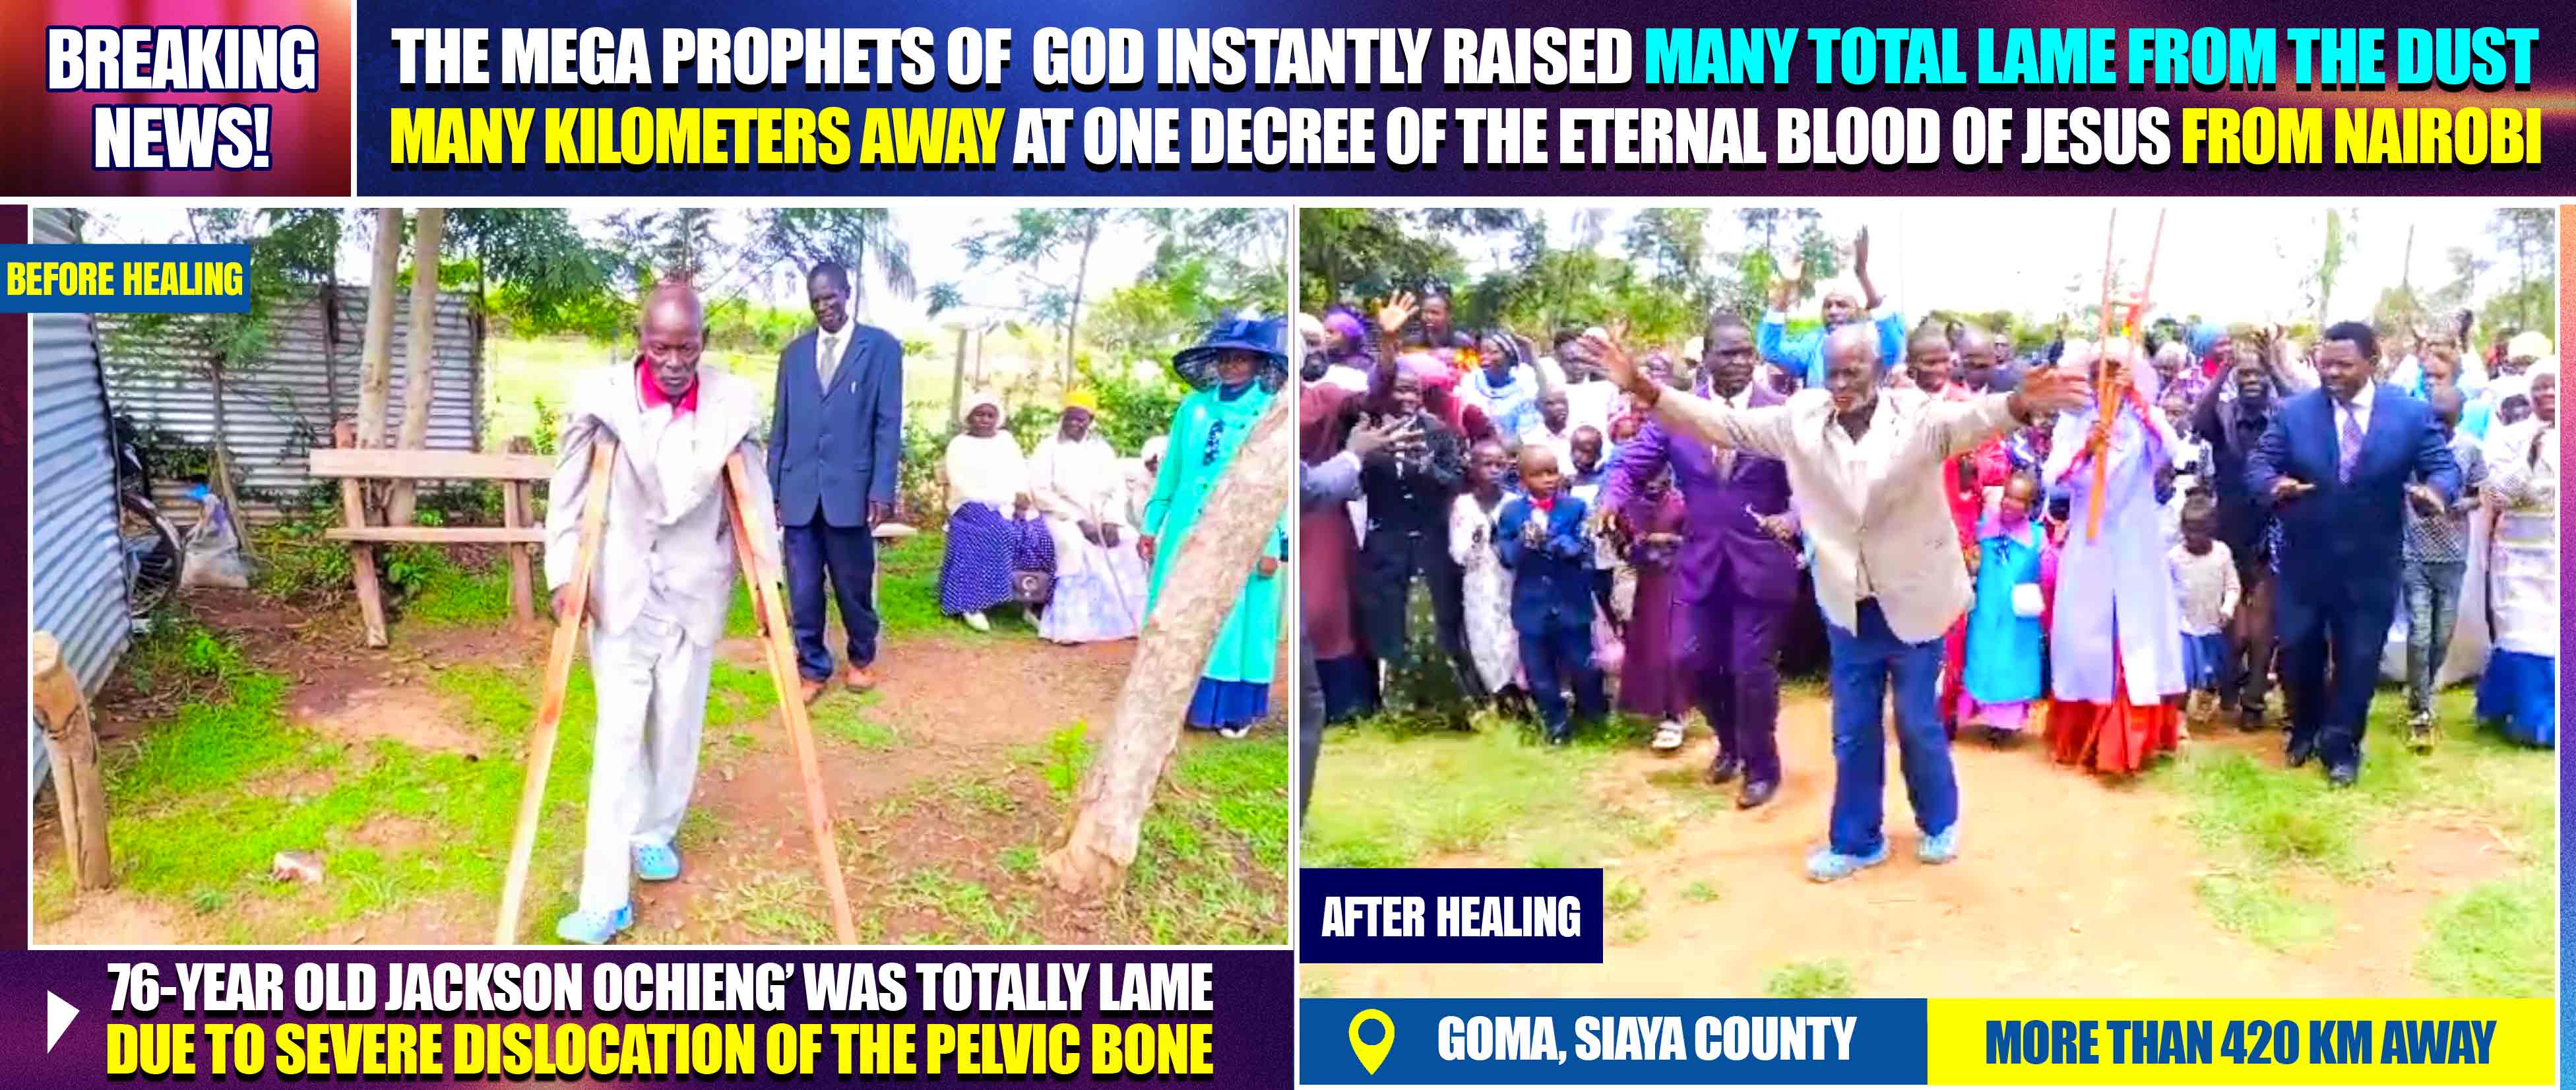 BREAKING
NEWS!
THE MEGA PROPHETS OF GOD INSTANTLY RAISED MANY TOTAL LAME FROM THE DUST
MANY KILOMETERS AWAY AT ONE DECREE OF THE ETERNAL BLOOD OF JESUS FROM NAIROBI
BEFORE HEALING
AFTER HEALING
76-YEAR OLD JACKSON OCHIENG' WAS TOTALLY LAME
DUE TO SEVERE DISLOCATION OF THE PELVIC BONE
GOMA, SIAYA COUNTY
MORE THAN 420 KM AWAY